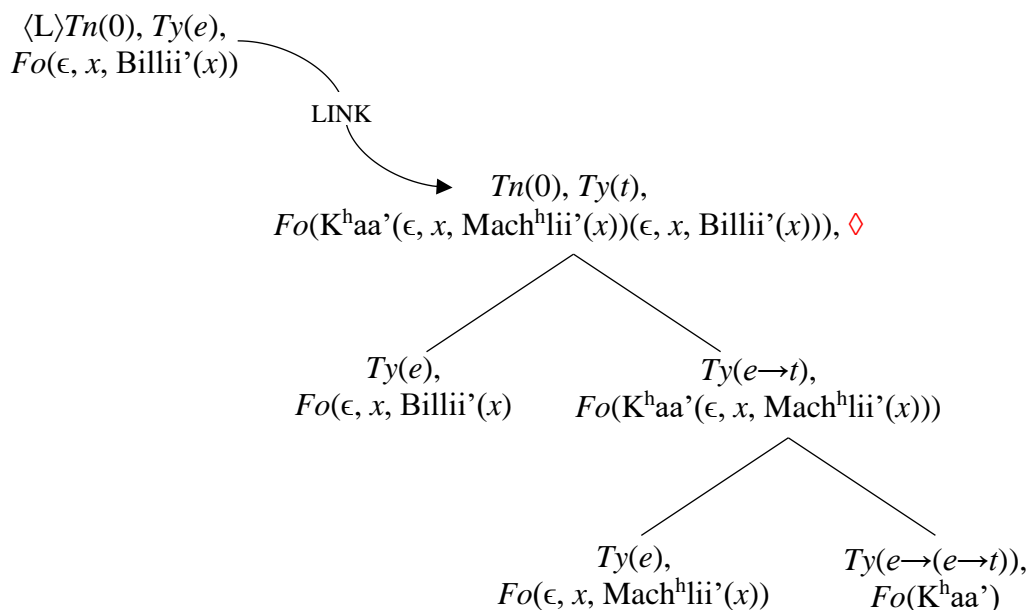 ⟨L⟩Tn(0), Ty(e),
Fo(ϵ, x, Billii’(x))
LINK
Tn(0), Ty(t),
Fo(Kʰaa’(ϵ, x, Machʰlii’(x))(ϵ, x, Billii’(x))), ◊
Ty(e),
Fo(ϵ, x, Billii’(x)
Ty(e→t),
Fo(Kʰaa’(ϵ, x, Machʰlii’(x)))
Ty(e),
Fo(ϵ, x, Machʰlii’(x))
Ty(e→(e→t)),
Fo(Kʰaa’)